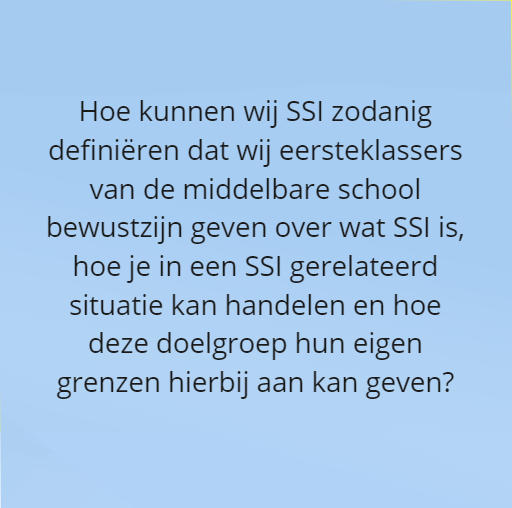 Hoe kunnen wij SSI zodanig
definiëren dat wij eersteklassers
van de middelbare school
bewustzijn geven over wat SSI is,
hoe je in een SSI gerelateerd
situatie kan handelen en hoe
deze doelgroep hun eigen
grenzen hierbij aan kan geven?